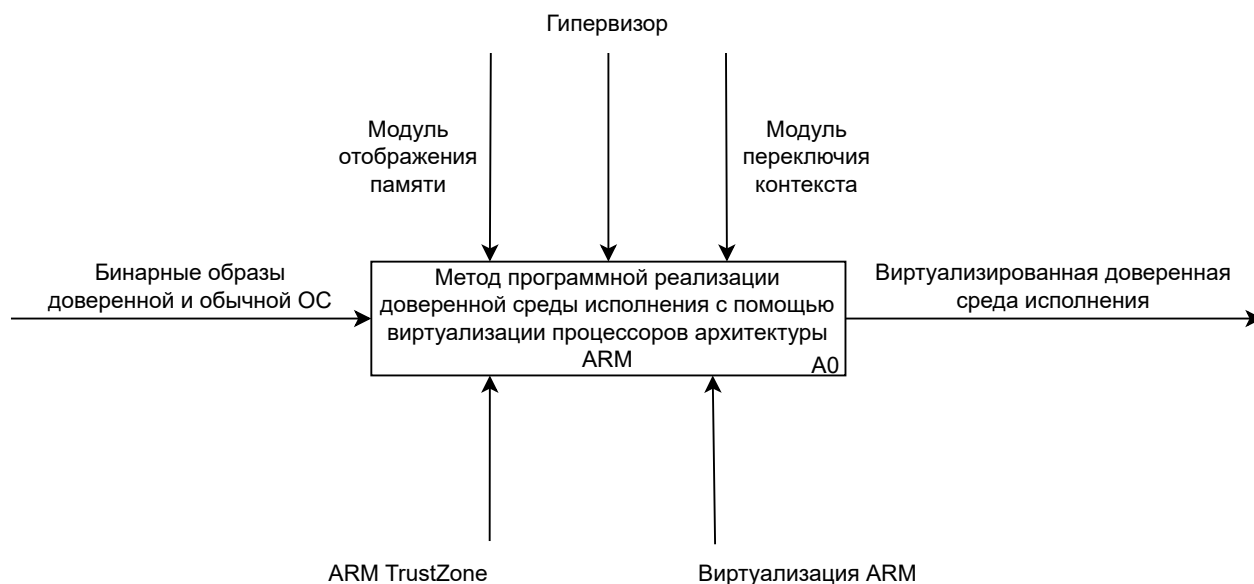 Гипервизор
Модуль
отображения
памяти
Модуль
переключия
контекста
Бинарные образы
доверенной и обычной ОС
Метод программной реализации
доверенной среды исполнения с помощью
виртуализации процессоров архитектуры
ARM
A0
Виртуализированная доверенная
среда исполнения
ARM TrustZone
Виртуализация ARM